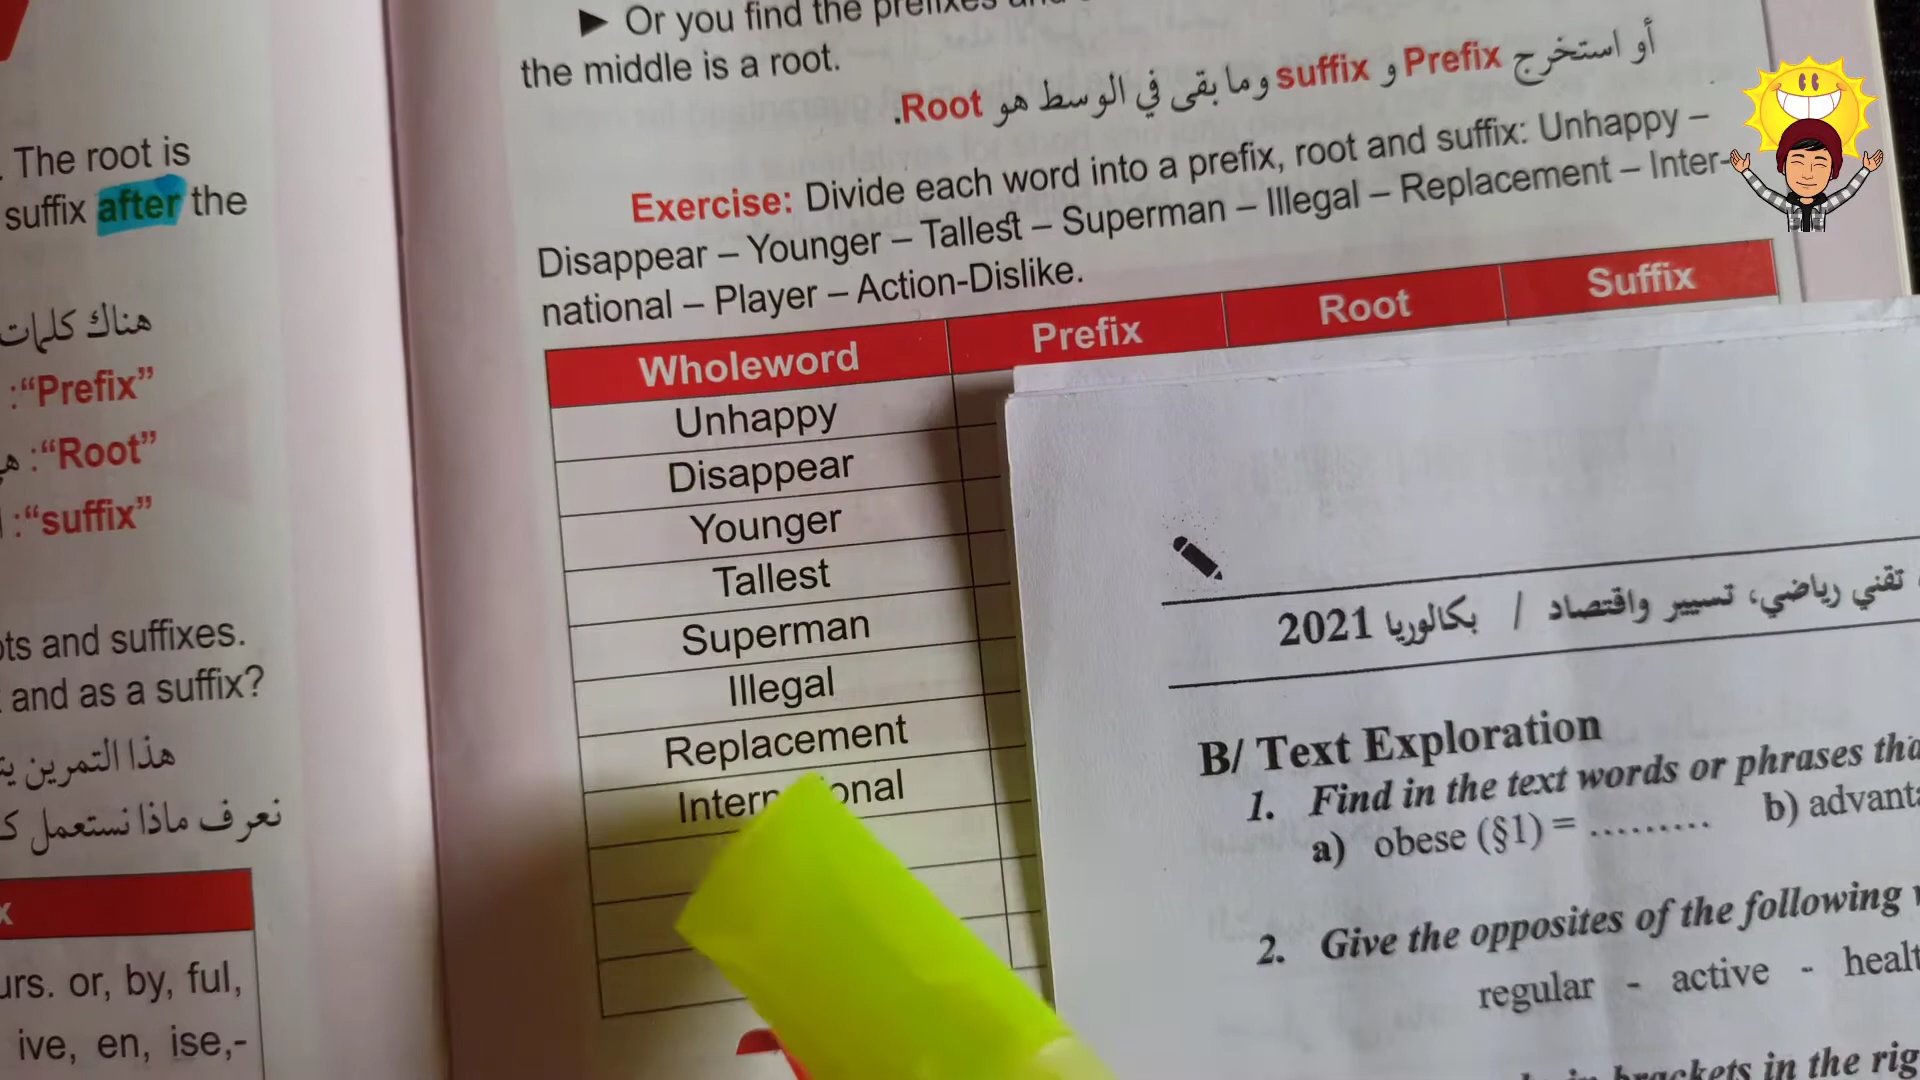 . The root is
suffix after the
هناك كلمات
:“Prefix”
:“Root”
:“suffix”
ts and suffixes.
and as a suffix?
هذا التمرين
نعرف ماذا نستعمل
urs. or, by, ful,
ive, en, ise,-
► Or you find the prefixes
the middle is a root.
أو استخرج Prefix و suffix وما بقى في الوسط هو Root.
Exercise: Divide each word into a prefix, root and suffix: Unhappy –
Disappear – Younger – Tallest – Superman – Illegal – Replacement – Inter-
national – Player – Action-Dislike.
Wholeword Prefix Root Suffix
Unhappy
Disappear
Younger
Tallest
Superman
Illegal
Replacement
تقني رياضي، تسيير واقتصاد / بكالوريا 2021
B/ Text Exploration
1. Find in the text words or phrases
a) obese (§1) = ......... b)
2. Give the opposites of the following
regular - active -
brackets in the